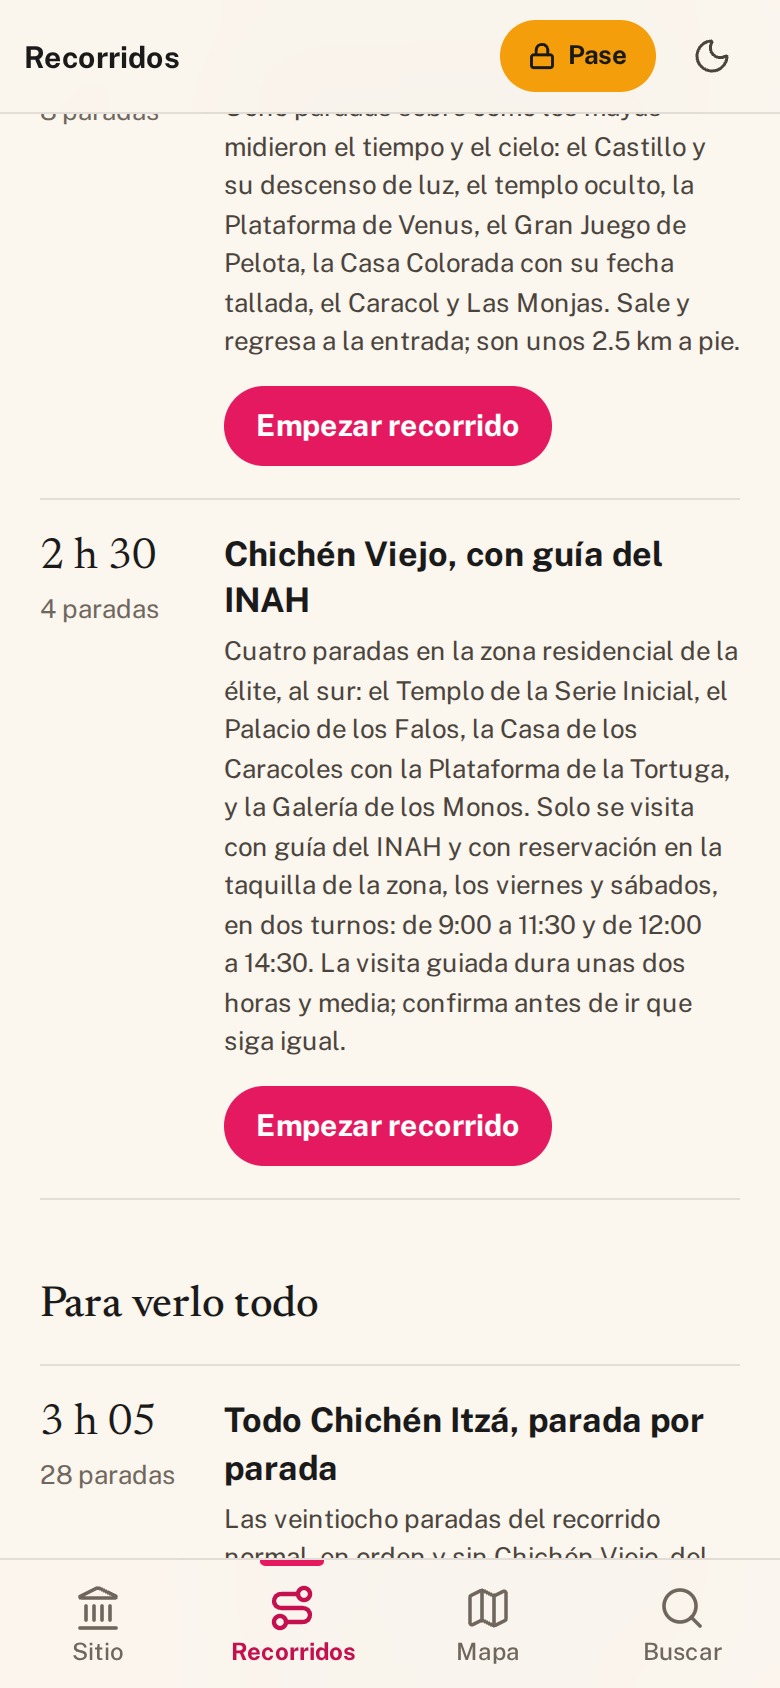 Recorridos
Pase
paradas
midieron el tiempo y el cielo: el Castillo y
su descenso de luz, el templo oculto, la
Plataforma de Venus, el Gran Juego de
Pelota, la Casa Colorada con su fecha
tallada, el Caracol y Las Monjas. Sale y
regresa a la entrada; son unos 2.5 km a pie.
Empezar recorrido
2 h 30
4 paradas
Chichén Viejo, con guía del
INAH
Cuatro paradas en la zona residencial de la
élite, al sur: el Templo de la Serie Inicial, el
Palacio de los Falos, la Casa de los
Caracoles con la Plataforma de la Tortuga,
y la Galería de los Monos. Solo se visita
con guía del INAH y con reservación en la
taquilla de la zona, los viernes y sábados,
en dos turnos: de 9:00 a 11:30 y de 12:00
a 14:30. La visita guiada dura unas dos
horas y media; confirma antes de ir que
siga igual.
Empezar recorrido
Para verlo todo
3 h 05
28 paradas
Todo Chichén Itzá, parada por
parada
Las veintiocho paradas del recorrido
normal, en orden y sin Chichén Viejo, del
Sitio
Recorridos
Mapa
Buscar